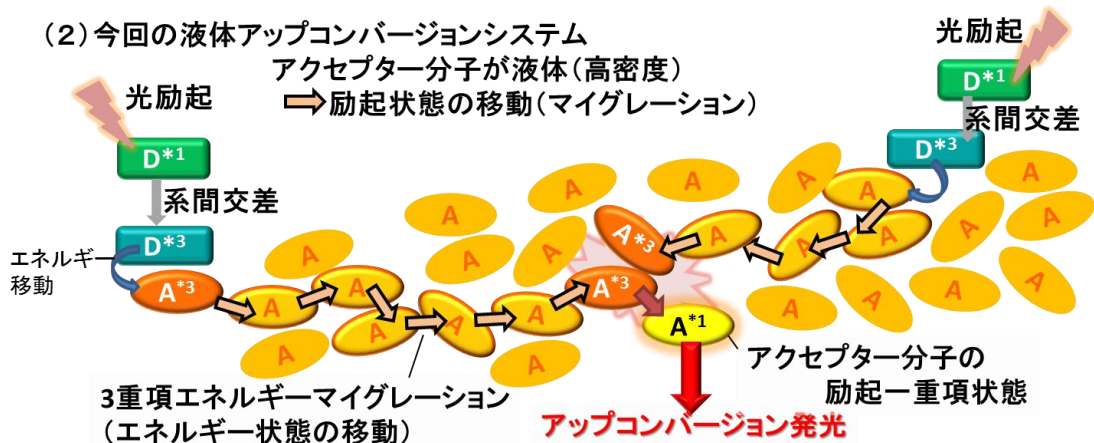 (2)今回の液体アップコンバージョンシステム
アクセプター分子が液体(高密度)
励起状態の移動(マイグレーション)
光励起
D*1
系間交差
D*3
エネルギ
移動
A*3
A
A
A
A
A
A
A
A
A
A
A
A
A
A
A*3
A*3
A*1
光励起
D*1
系間交差
D*3
A
A
A
A
A
A
A
A
A
A
A
A
3重項エネルギーマイグレーション
(エネルギー状態の移動)
アクセプター分子の
励起一重項状態
アップコンバージョン発光